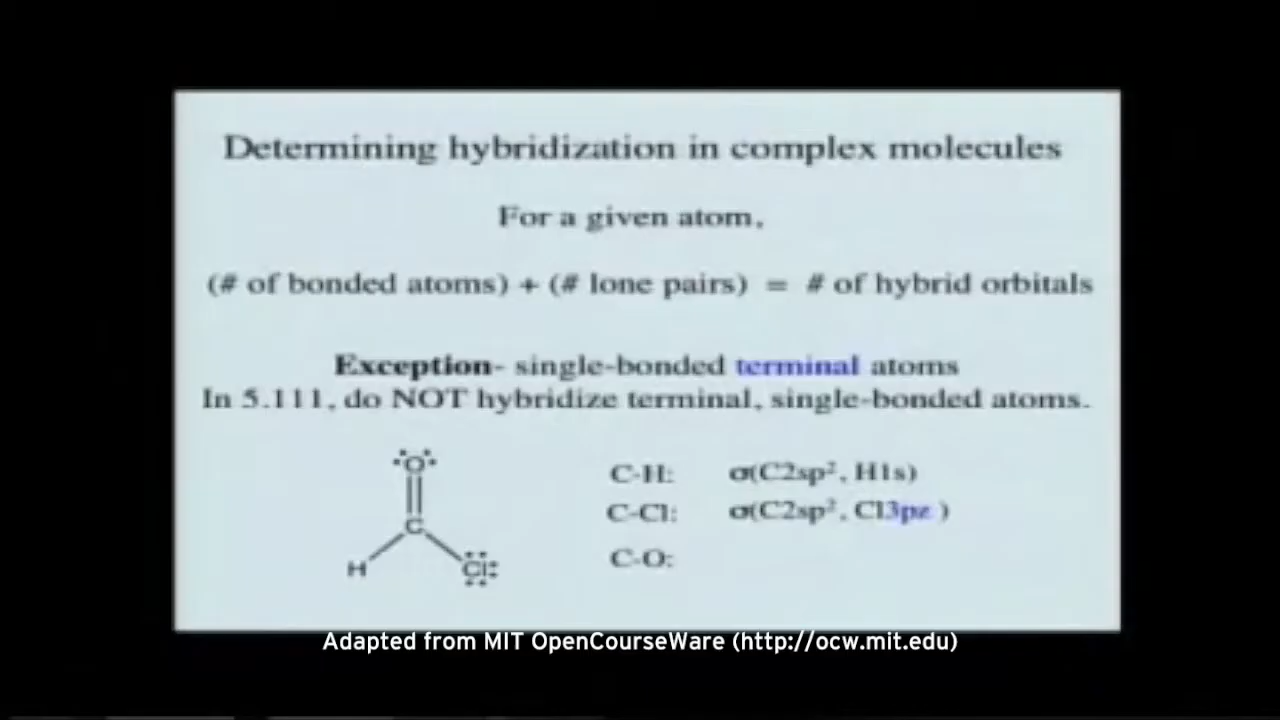 Determining hybridization in complex molecules
For a given atom,
(# of bonded atoms) + (# lone pairs) = # of hybrid orbitals
Exception- single-bonded terminal atoms
In 5.111, do NOT hybridize terminal, single-bonded atoms.
O
C
H Cl
C-H: σ(C2sp², H1s)
C-Cl: σ(C2sp², Cl3pz )
C-O:
Adapted from MIT OpenCourseWare (http://ocw.mit.edu)